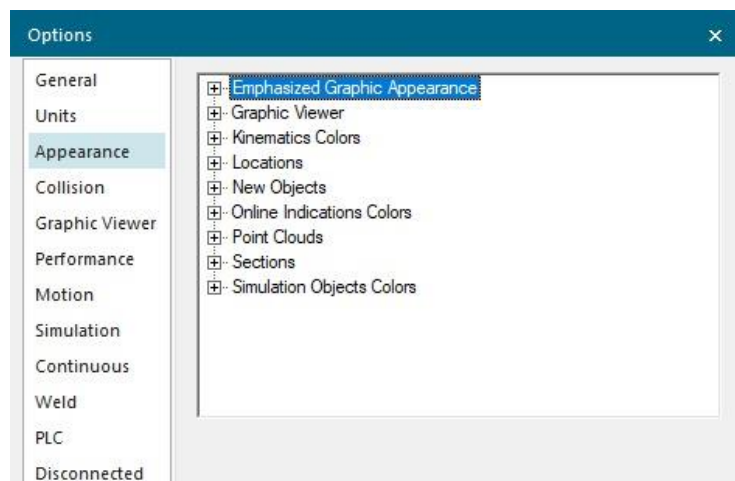 Options
General
Units
Appearance
Collision
Graphic Viewer
Performance
Motion
Simulation
Continuous
Weld
PLC
Disconnected
Emphasized Graphic Appearance
Graphic Viewer
Kinematics Colors
Locations
New Objects
Online Indications Colors
Point Clouds
Sections
Simulation Objects Colors